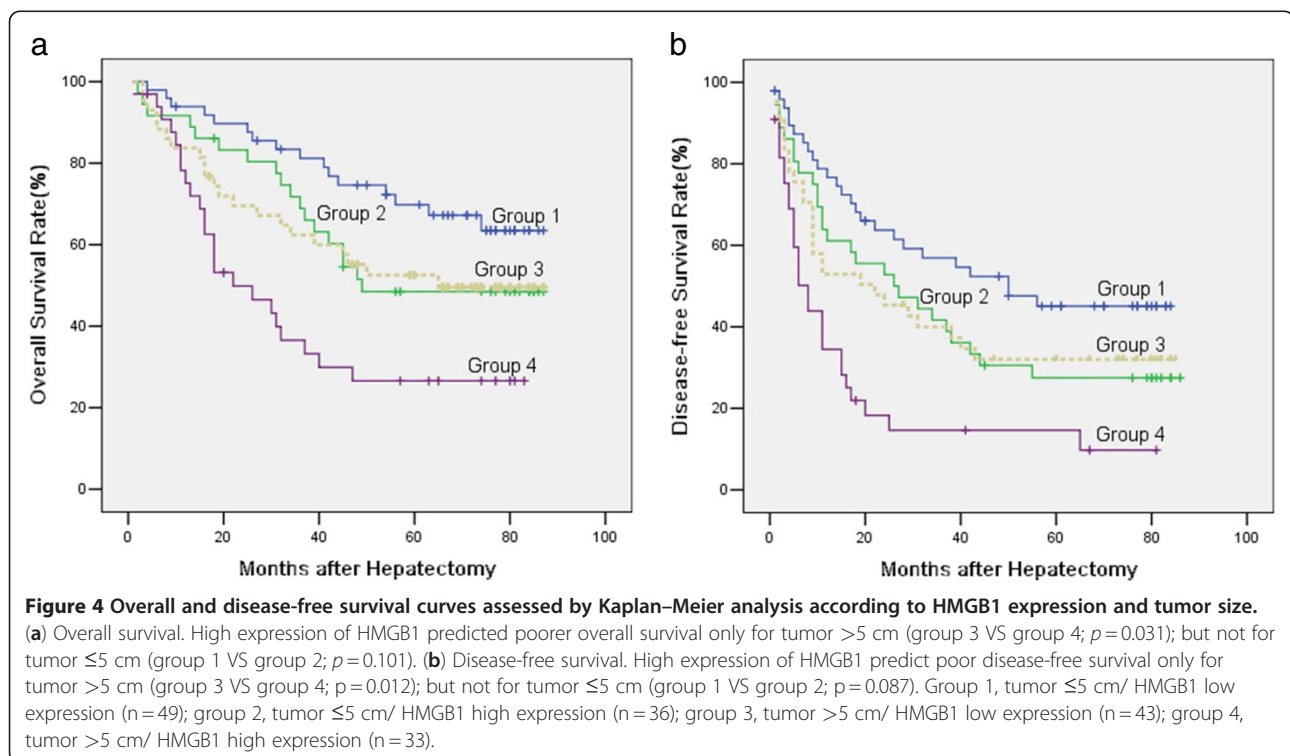 a
100
80
60
40
20
0
Overall Survival Rate(%)
Group 1
Group 2
Group 3
Group 4
0 20 40 60 80 100
Months after Hepatectomy
b
100
80
60
40
20
0
Disease-free Survival Rate(%)
Group 1
Group 2
Group 3
Group 4
0 20 40 60 80 100
Months after Hepatectomy
Figure 4 Overall and disease-free survival curves assessed by Kaplan–Meier analysis according to HMGB1 expression and tumor size.
(a) Overall survival. High expression of HMGB1 predicted poorer overall survival only for tumor >5 cm (group 3 VS group 4; p = 0.031); but not for
tumor ≤5 cm (group 1 VS group 2; p = 0.101). (b) Disease-free survival. High expression of HMGB1 predict poor disease-free survival only for
tumor >5 cm (group 3 VS group 4; p = 0.012); but not for tumor ≤5 cm (group 1 VS group 2; p = 0.087). Group 1, tumor ≤5 cm/ HMGB1 low
expression (n = 49); group 2, tumor ≤5 cm/ HMGB1 high expression (n = 36); group 3, tumor >5 cm/ HMGB1 low expression (n = 43); group 4,
tumor >5 cm/ HMGB1 high expression (n = 33).